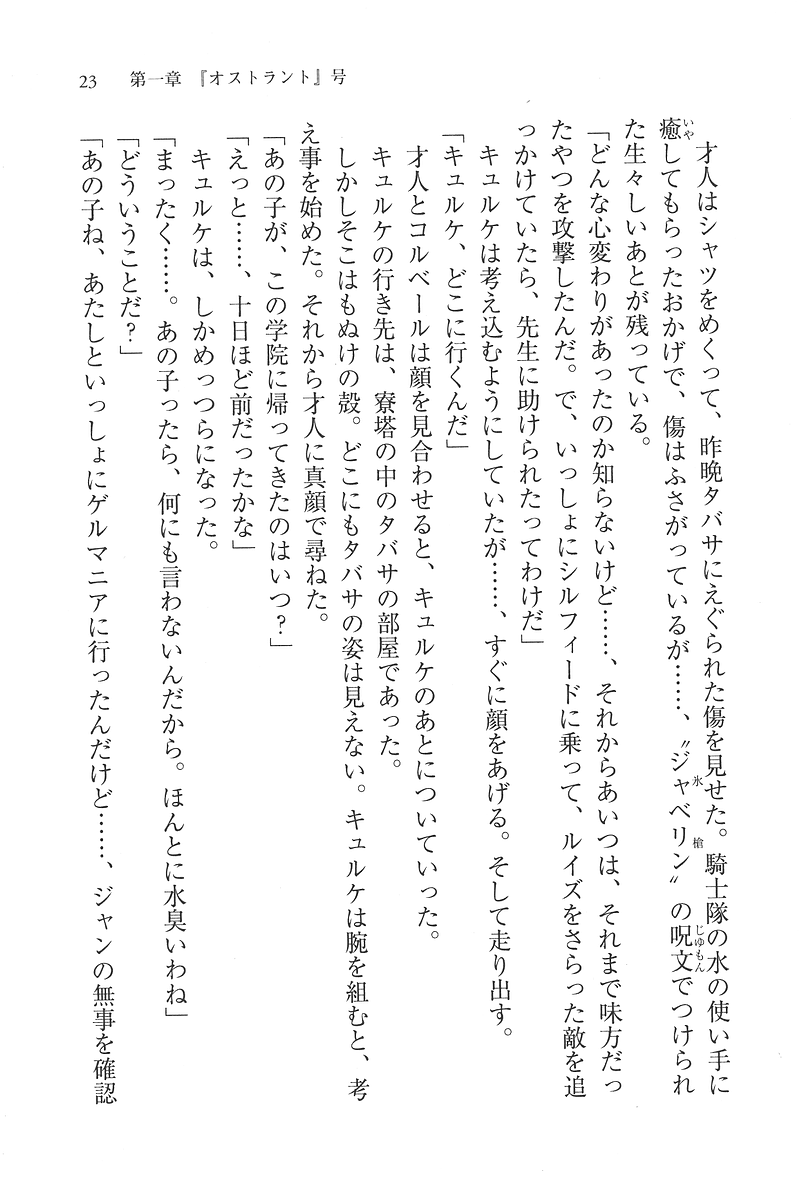 23　第一章　『オストラント』号
　才人はシャツをめくって、昨晩タバサにえぐられた傷を見せた。騎士隊の水の使い手に
癒してもらったおかげで、傷はふさがっているが……、〝ジャベリン〟の呪文でつけられ
た生々しいあとが残っている。
「どんな心変わりがあったのか知らないけど……、それからあいつは、それまで味方だっ
たやつを攻撃したんだ。で、いっしょにシルフィードに乗って、ルイズをさらった敵を追
っかけていたら、先生に助けられたってわけだ」
　キュルケは考え込むようにしていたが……、すぐに顔をあげる。そして走り出す。
「キュルケ、どこに行くんだ」
　才人とコルベールは顔を見合わせると、キュルケのあとについていった。
　キュルケの行き先は、寮塔の中のタバサの部屋であった。
　しかしそこはもぬけの殻。どこにもタバサの姿は見えない。キュルケは腕を組むと、考
え事を始めた。それから才人に真顔で尋ねた。
「あの子が、この学院に帰ってきたのはいつ？」
「えっと……、十日ほど前だったかな」
　キュルケは、しかめっつらになった。
「まったく……。あの子ったら、何にも言わないんだから。ほんとに水臭いわね」
「どういうことだ？」
「あの子ね、あたしといっしょにゲルマニアに行ったんだけど……、ジャンの無事を確認